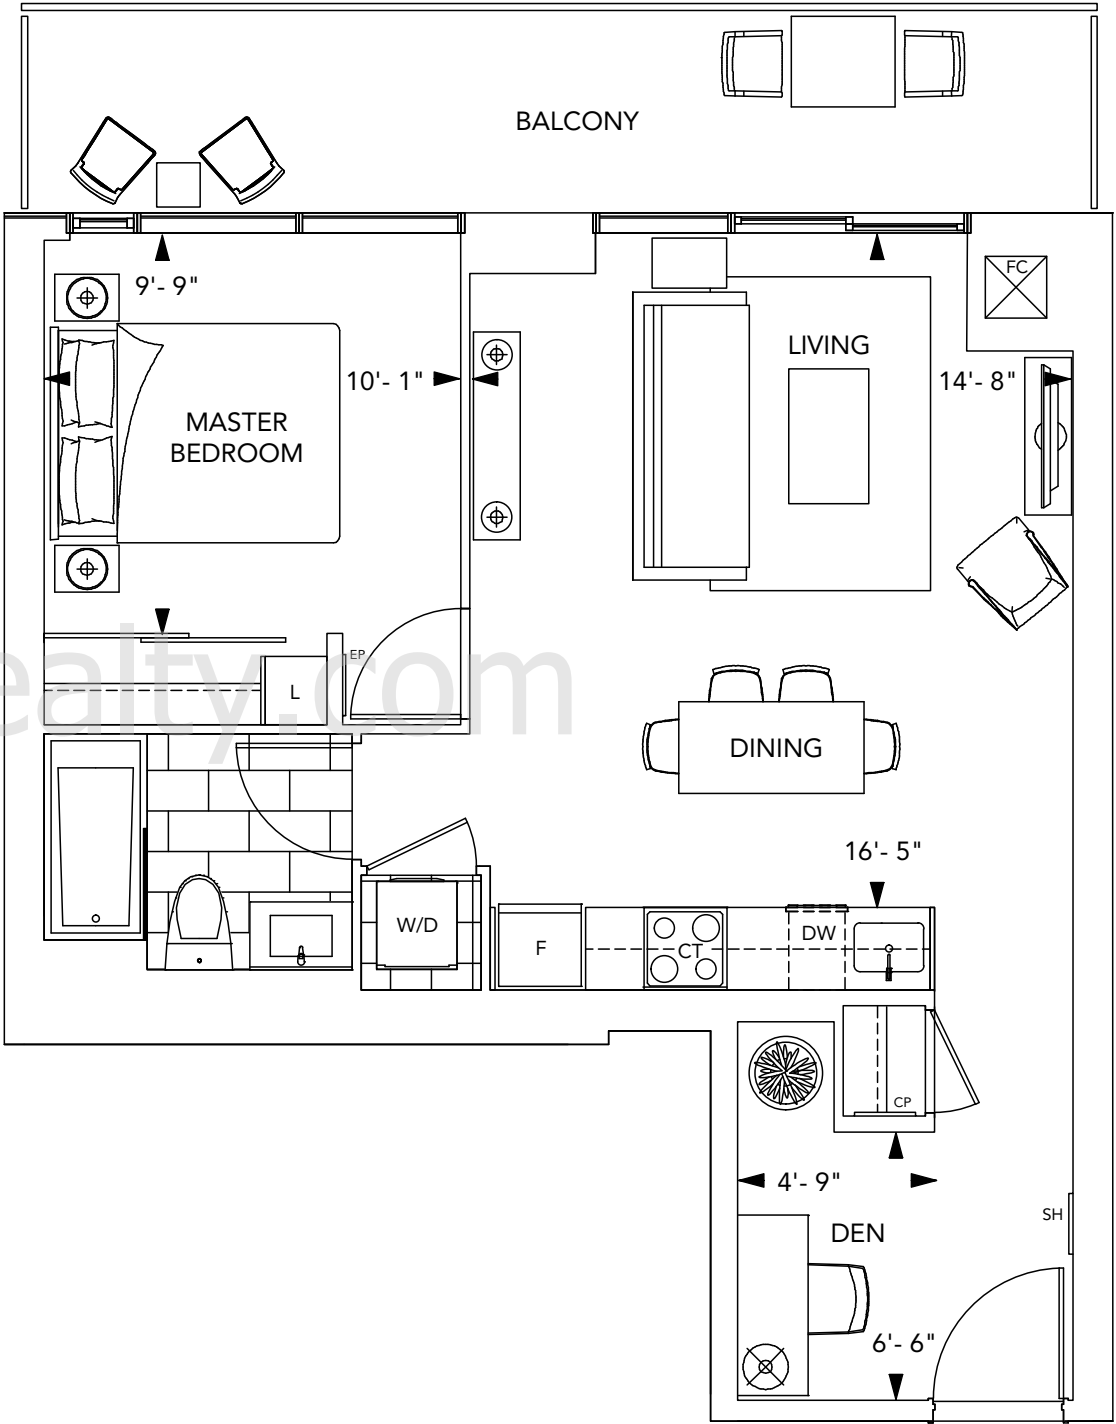 BALCONY
FC
9'- 9"
LIVING
10'- 1"
14'- 8"
MASTER
BEDROOM
EP
ealty.com
L
DINING
16'- 5"
W/D
F
CT
DW
CP
4'- 9"
SH
DEN
6'- 6"